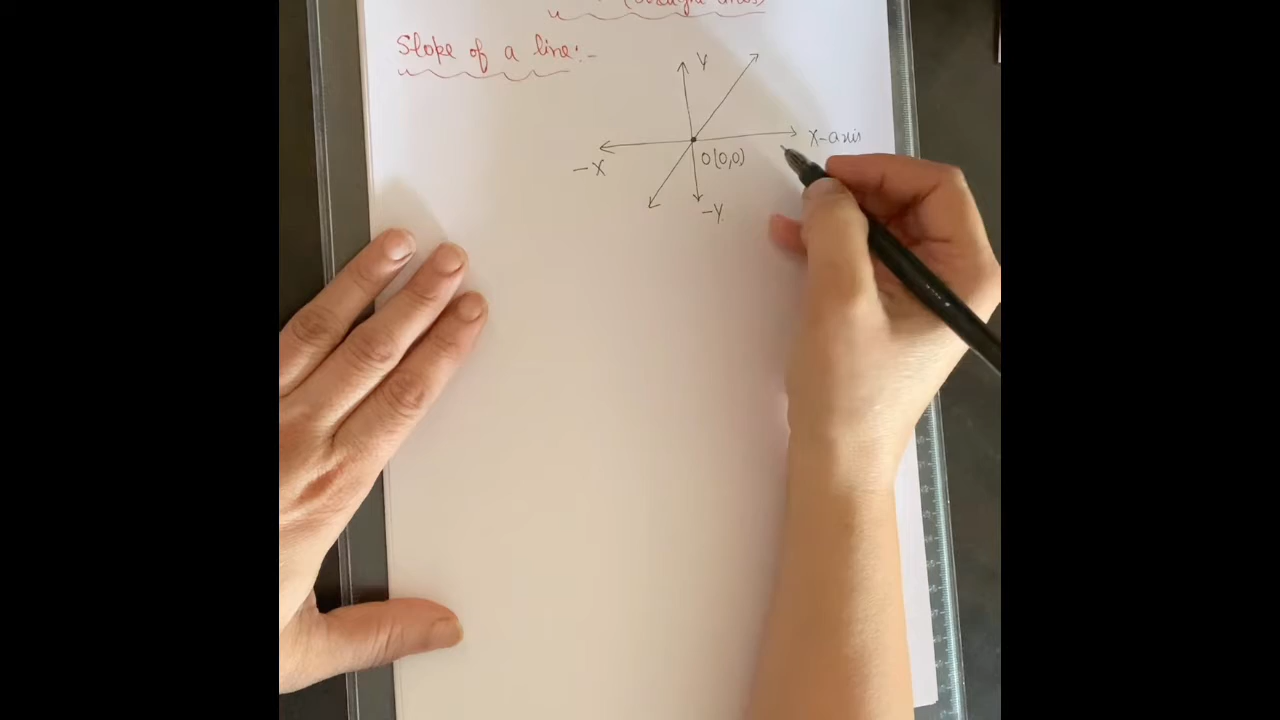 Slope of a line:-
Y
X-axis
-X
O(0,0)
-Y